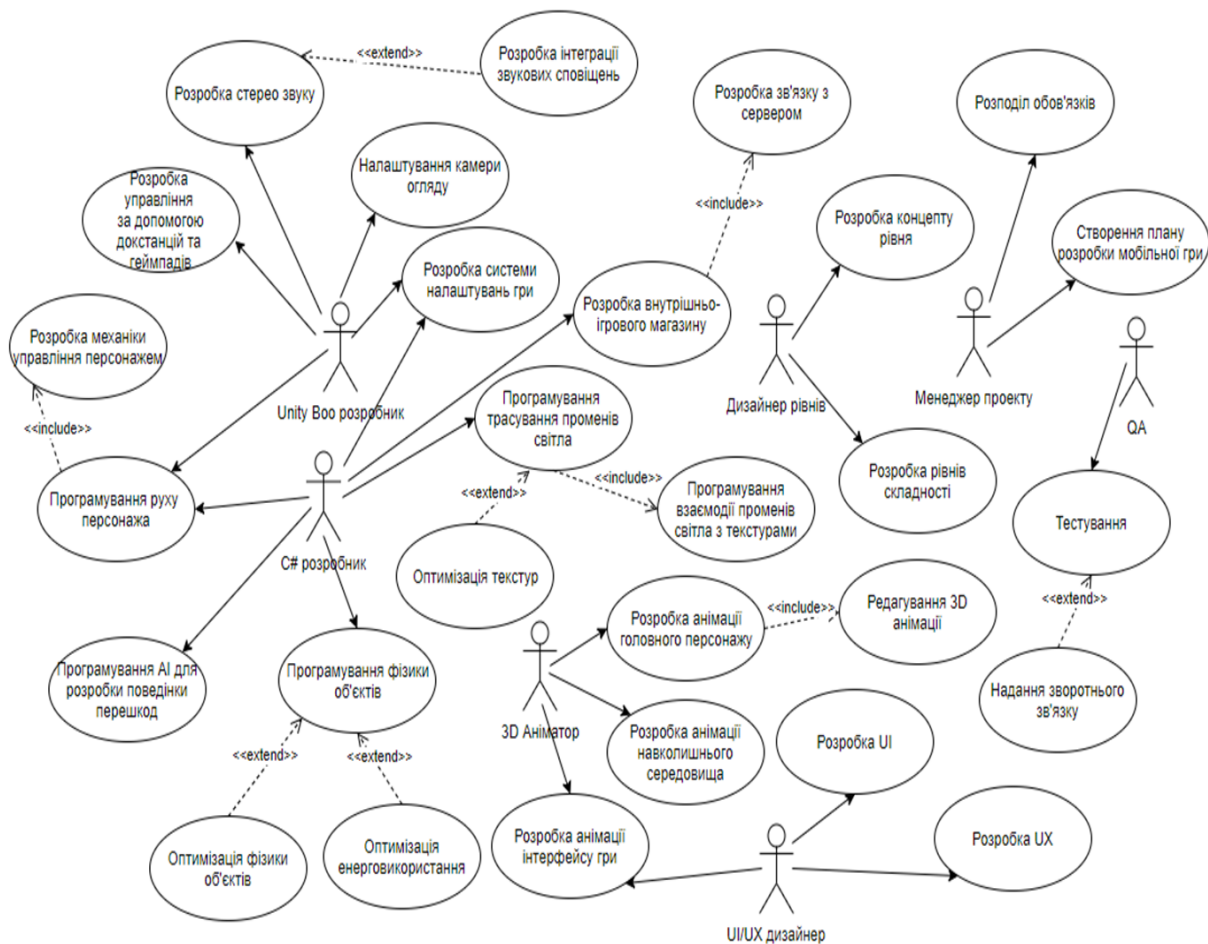 <<extend>>
Розробка інтеграції
звукових сповіщень
Розробка стерео звуку
Розробка зв'язку з
сервером
Розподіл обов'язків
Налаштування камери
огляду
Розробка
управління
за допомогою
докстанцій та
геймпадів
<<include>>
Розробка концепту
рівня
Створення плану
розробки мобільної гри
Розробка системи
налаштувань гри
Розробка внутрішньо-
ігрового магазину
Розробка механіки
управління персонажем
Unity Boo розробник
Дизайнер рівнів
Менеджер проекту
QA
<<include>>
Програмування
трасування променів
світла
Програмування руху
персонажа
C# розробник
<<extend>>
<<include>>
Програмування
взаємодії променів
світла з текстурами
Розробка рівнів
складності
Тестування
Оптимізація текстур
Розробка анімації
головного персонажу
<<include>>
Редагування 3D
анімації
<<extend>>
Програмування AI для
розробки поведінки
перешкод
Програмування фізики
об'єктів
3D Аніматор
Надання зворотнього
зв'язку
Розробка анімації
навколишнього
середовища
Розробка UI
<<extend>>
<<extend>>
Оптимізація фізики
об'єктів
Оптимізація
енерговикористання
Розробка анімації
інтерфейсу гри
Розробка UX
UI/UX дизайнер